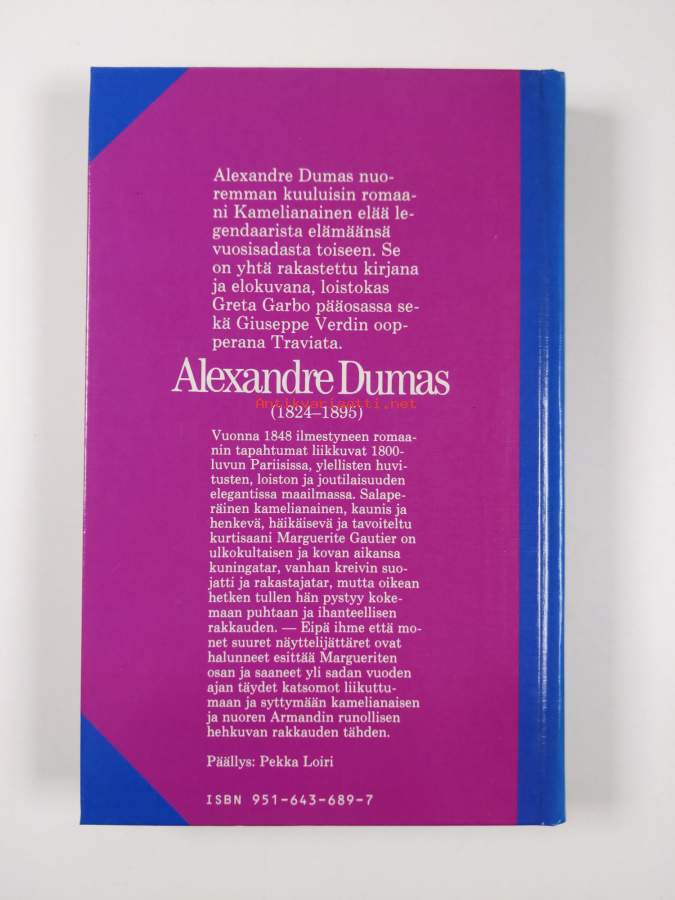 Alexandre Dumas nuo-
remman kuuluisin romaa-
ni Kamelianainen elää le-
gendaarista elämäänsä
vuosisadasta toiseen. Se
on yhtä rakastettu kirjana
ja elokuvana, loistokas
Greta Garbo pääosassa se-
kä Giuseppe Verdin oop-
perana Traviata.
Alexandre Dumas
Antikvariaatti.net
(1824–1895)
Vuonna 1848 ilmestyneen romaa-
nin tapahtumat liikkuvat 1800-
luvun Pariisissa, ylellisten huvi-
tusten, loiston ja joutilaisuuden
elegantissa maailmassa. Salape-
räinen kamelianainen, kaunis ja
henkevä, häikäisevä ja tavoiteltu
kurtisaani Marguerite Gautier on
ulkokultaisen ja kovan aikansa
kuningatar, vanhan kreivin suo-
jatti ja rakastajatar, mutta oikean
hetken tullen hän pystyy koke-
maan puhtaan ja ihanteellisen
rakkauden. — Eipä ihme että mo-
net suuret näyttelijättäret ovat
halunneet esittää Margueriten
osan ja saaneet yli sadan vuoden
ajan täydet katsomot liikuttu-
maan ja syttymään kamelianaisen
ja nuoren Armandin runollisen
hehkuvan rakkauden tähden.
Päällys: Pekka Loiri
ISBN 951-643-689-7